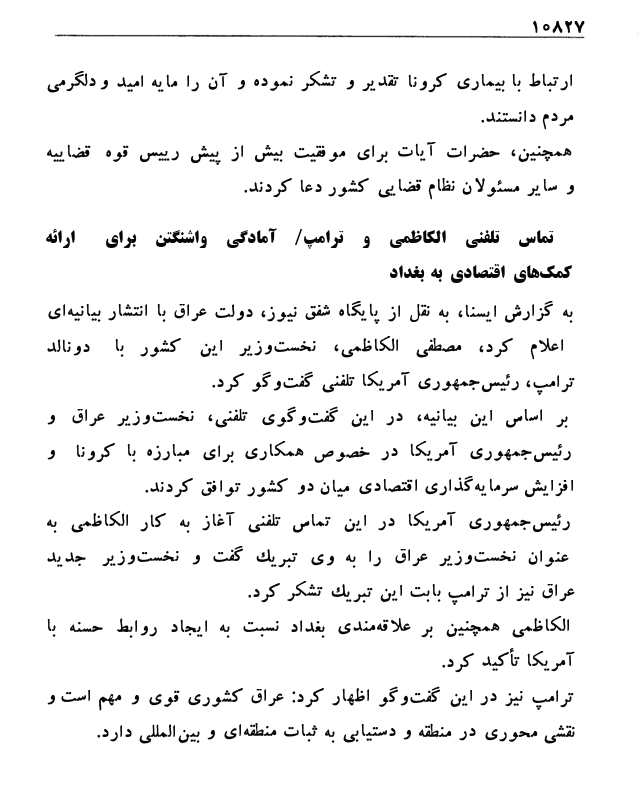 ۱۰۸۲۷
ارتباط با بیماری کرونا تقدیر و تشکر نموده و آن را مایه امید و دلگرمی
مردم دانستند.
همچنین، حضرات آیات برای موفقیت بیش از پیش رییس قوه قضاییه
و سایر مسئولان نظام قضایی کشور دعا کردند.
تماس تلفنی الکاظمی و ترامپ/ آمادگی واشنگتن برای ارائه
کمک‌های اقتصادی به بغداد
به گزارش ایسنا، به نقل از پایگاه شفق نیوز، دولت عراق با انتشار بیانیه‌ای
اعلام کرد، مصطفی الکاظمی، نخست‌وزیر این کشور با دونالد
ترامپ، رئیس‌جمهوری آمریکا تلفنی گفت‌وگو کرد.
بر اساس این بیانیه، در این گفت‌وگوی تلفنی، نخست‌وزیر عراق و
رئیس‌جمهوری آمریکا در خصوص همکاری برای مبارزه با کرونا و
افزایش سرمایه‌گذاری اقتصادی میان دو کشور توافق کردند.
رئیس‌جمهوری آمریکا در این تماس تلفنی آغاز به کار الکاظمی به
عنوان نخست‌وزیر عراق را به وی تبریك گفت و نخست‌وزیر جدید
عراق نیز از ترامپ بابت این تبریك تشکر کرد.
الکاظمی همچنین بر علاقه‌مندی بغداد نسبت به ایجاد روابط حسنه با
آمریکا تأکید کرد.
ترامپ نیز در این گفت‌وگو اظهار کرد: عراق کشوری قوی و مهم است و
نقشی محوری در منطقه و دستیابی به ثبات منطقه‌ای و بین‌المللی دارد.